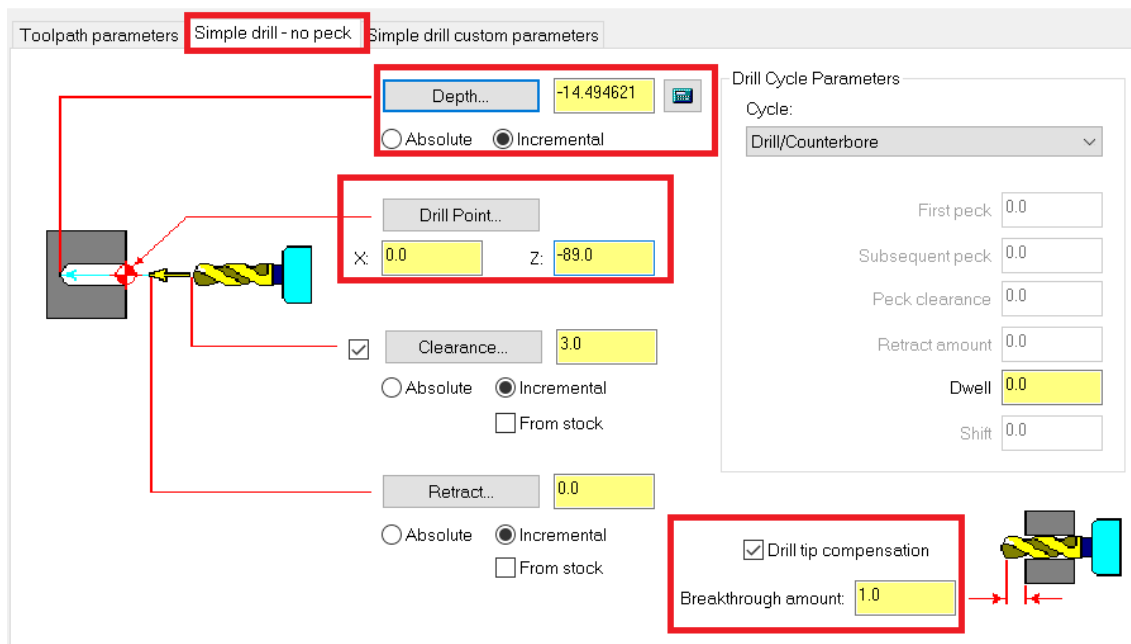 Toolpath parameters Simple drill - no peck Simple drill custom parameters
Depth... -14.494621
Absolute Incremental
Drill Point...
X: 0.0 Z: -89.0
Clearance... 3.0
Absolute Incremental
From stock
Retract... 0.0
Absolute Incremental
From stock
Drill Cycle Parameters
Cycle:
Drill/Counterbore
First peck 0.0
Subsequent peck 0.0
Peck clearance 0.0
Retract amount 0.0
Dwell 0.0
Shift 0.0
Drill tip compensation
Breakthrough amount: 1.0